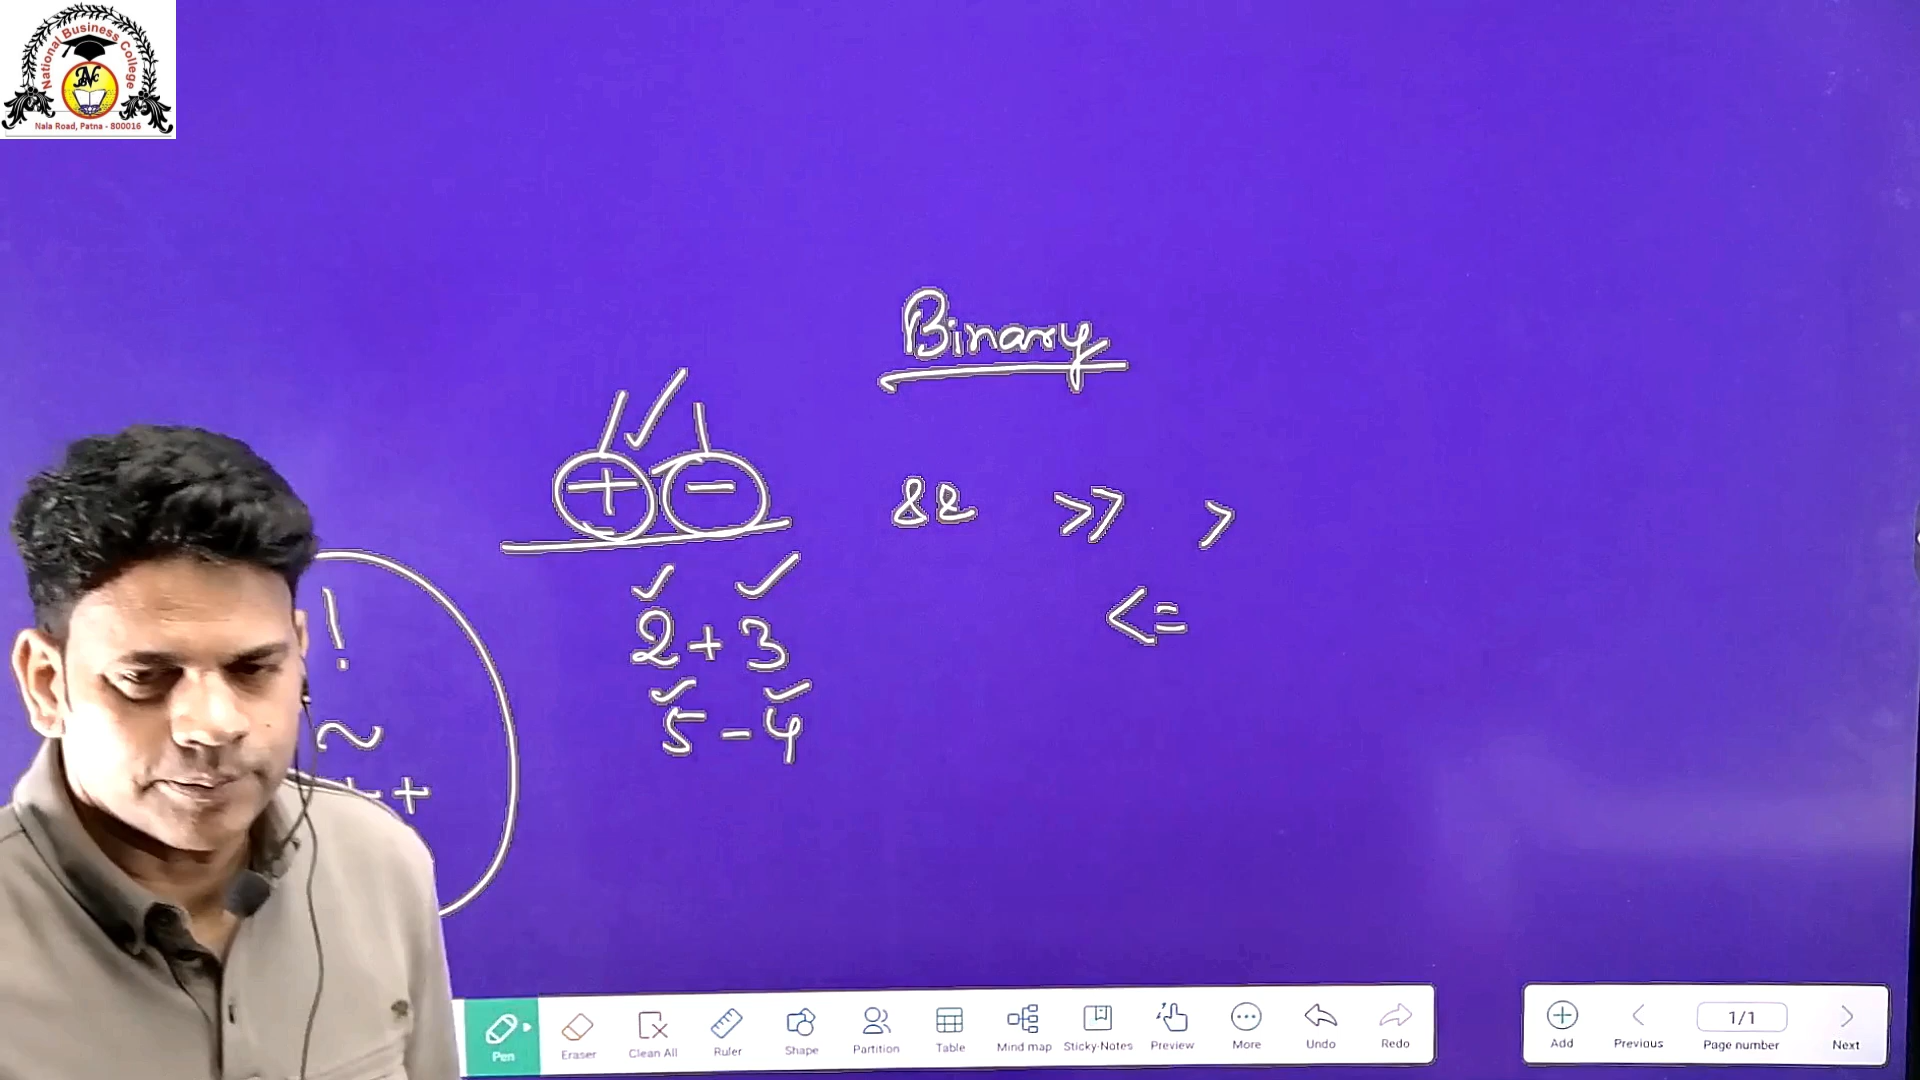 National Business College
Nala Road, Patna - 800016
Binary
+ - && >> >
<=
2 + 3
5 - 4
!
~
++
Pen
Eraser
Clean All
Ruler
Shape
Partition
Table
Mind map
Sticky-Notes
Preview
More
Undo
Redo
Add
Previous
1/1
Page number
Next